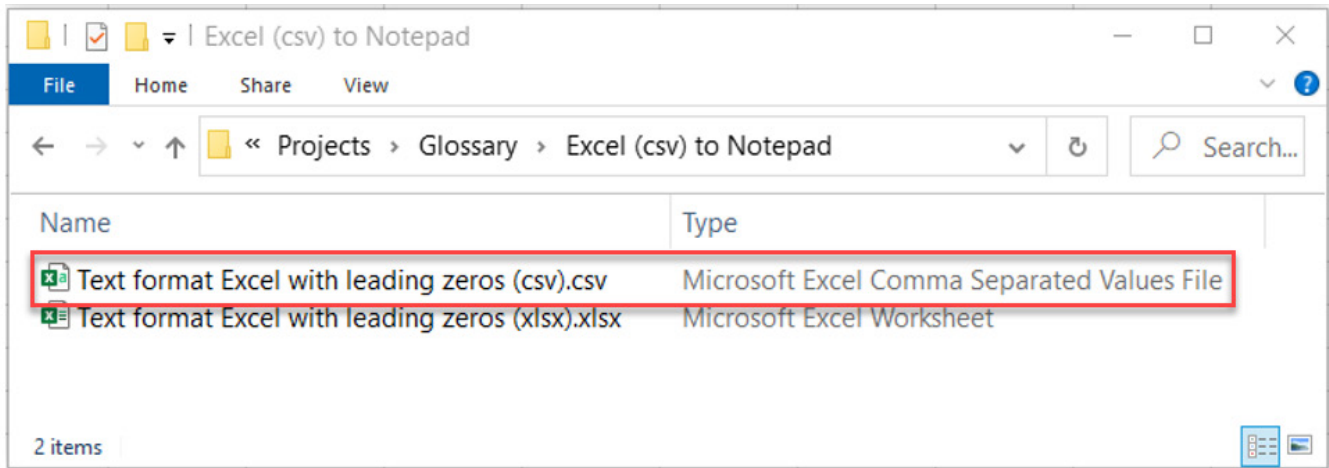 Excel (csv) to Notepad
File Home Share View
« Projects › Glossary › Excel (csv) to Notepad Search...
Name Type
Text format Excel with leading zeros (csv).csv Microsoft Excel Comma Separated Values File
Text format Excel with leading zeros (xlsx).xlsx Microsoft Excel Worksheet
2 items